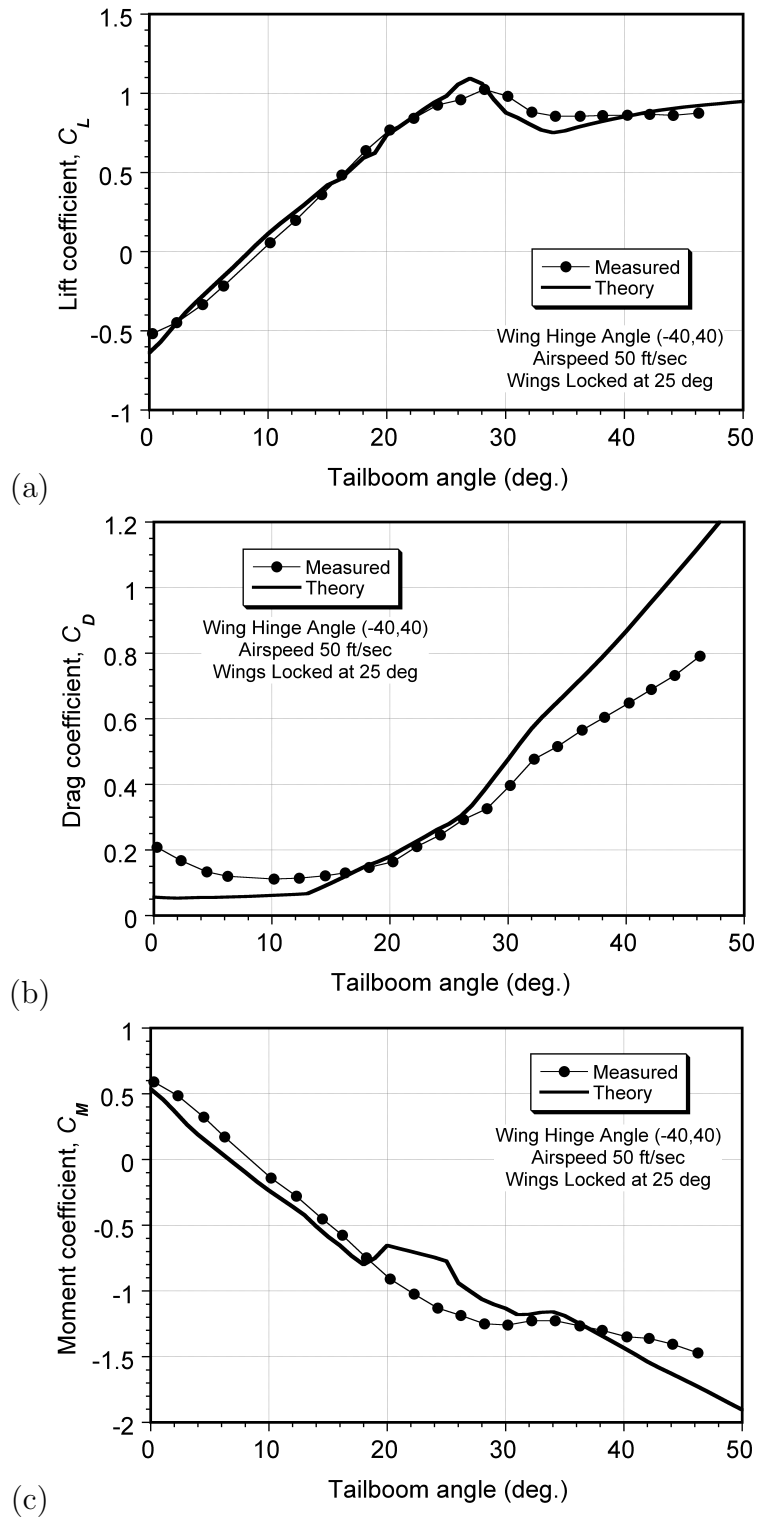 1.5
1
0.5
0
-0.5
-1
Lift coefficient, C_L
Measured
Theory
Wing Hinge Angle (-40,40)
Airspeed 50 ft/sec
Wings Locked at 25 deg
0 10 20 30 40 50
Tailboom angle (deg.)
(a)
1.2
1
0.8
0.6
0.4
0.2
0
Drag coefficient, C_D
Measured
Theory
Wing Hinge Angle (-40,40)
Airspeed 50 ft/sec
Wings Locked at 25 deg
0 10 20 30 40 50
Tailboom angle (deg.)
(b)
1
0.5
0
-0.5
-1
-1.5
-2
Moment coefficient, C_M
Measured
Theory
Wing Hinge Angle (-40,40)
Airspeed 50 ft/sec
Wings Locked at 25 deg
0 10 20 30 40 50
Tailboom angle (deg.)
(c)